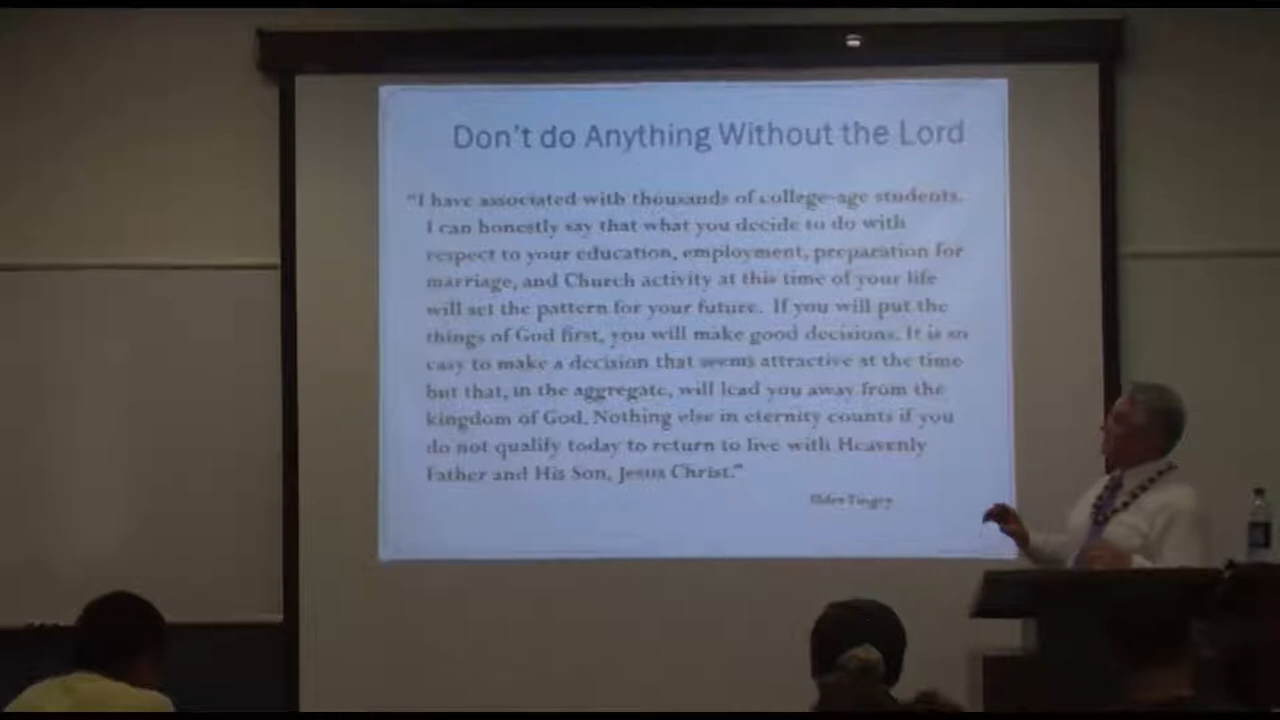 Don't do Anything Without the Lord
"I have associated with thousands of college-age students.
I can honestly say that what you decide to do with
respect to your education, employment, preparation for
marriage, and Church activity at this time of your life
will set the pattern for your future. If you will put the
things of God first, you will make good decisions. It is an
easy to make a decision that seems attractive at the time
but that, in the aggregate, will lead you away from the
kingdom of God. Nothing else in eternity counts if you
do not qualify today to return to live with Heavenly
Father and His Son, Jesus Christ."
Elder Tingey